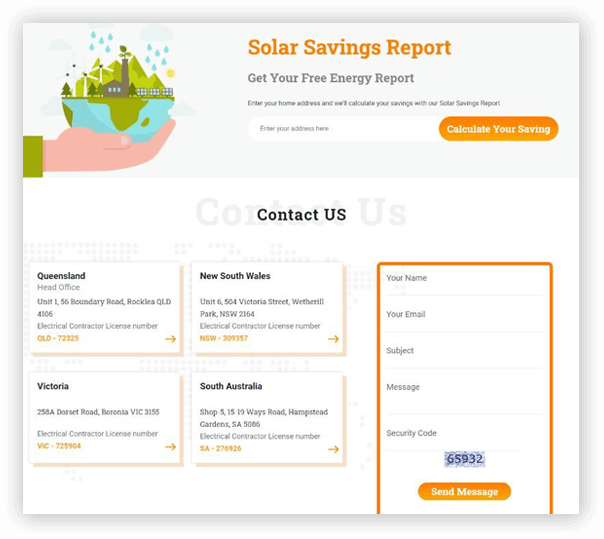 Solar Savings Report
Get Your Free Energy Report
Enter your home address and we'll calculate your savings with our Solar Savings Report
Enter your address here
Calculate Your Saving
Contact Us
Contact US
Queensland
Head Office
Unit 1, 56 Boundary Road, Rocklea QLD
4106
Electrical Contractor License number
QLD - 72325
New South Wales
Unit 6, 504 Victoria Street, Wetherill
Park, NSW 2164
Electrical Contractor License number
NSW - 309357
Victoria
258A Dorset Road, Boronia VIC 3155
Electrical Contractor License number
VIC - 725904
South Australia
Shop 5, 15-19 Ways Road, Hampstead
Gardens, SA 5086
Electrical Contractor License number
SA - 276926
Your Name
Your Email
Subject
Message
Security Code
65932
Send Message